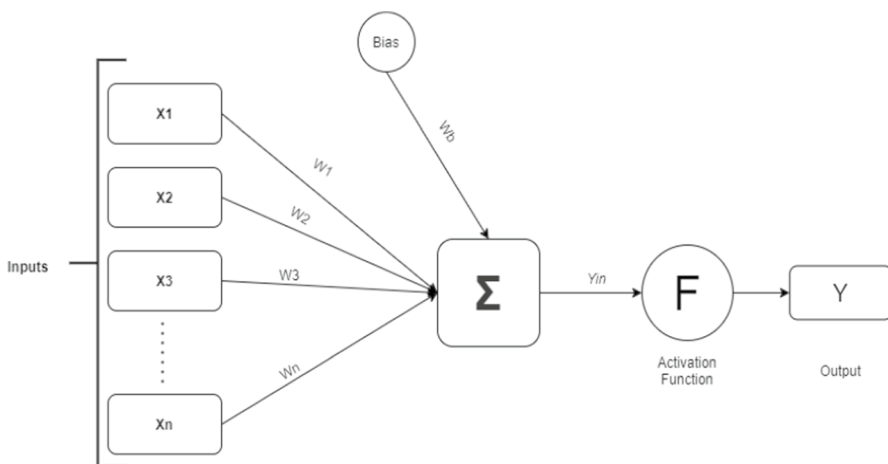 Bias
X1
W1
Wb
X2
W2
Inputs
X3
W3
Σ
Yin
F
Y
Activation
Function
Output
Wn
Xn